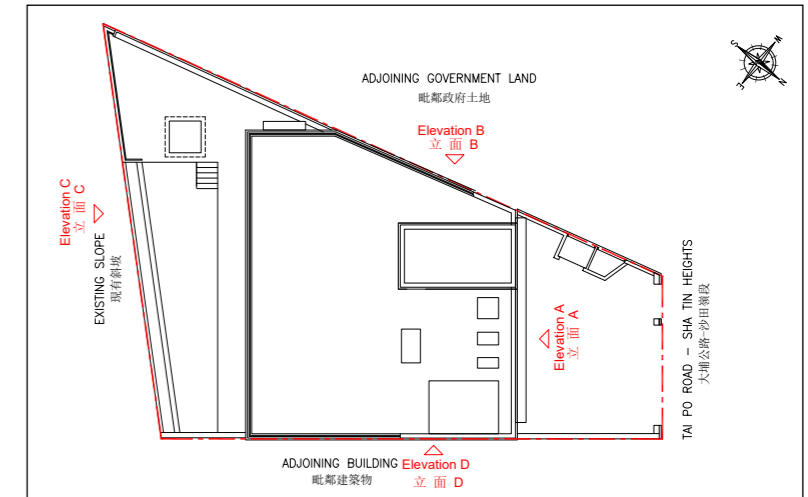 ADJOINING GOVERNMENT LAND
毗鄰政府土地
S
W
E
N
Elevation B
立 面 B
Elevation C
立 面 C
EXISTING SLOPE
現有斜坡
Elevation A
立 面 A
TAI PO ROAD – SHA TIN HEIGHTS
大埔公路-沙田嶺段
ADJOINING BUILDING
毗鄰建築物
Elevation D
立 面 D